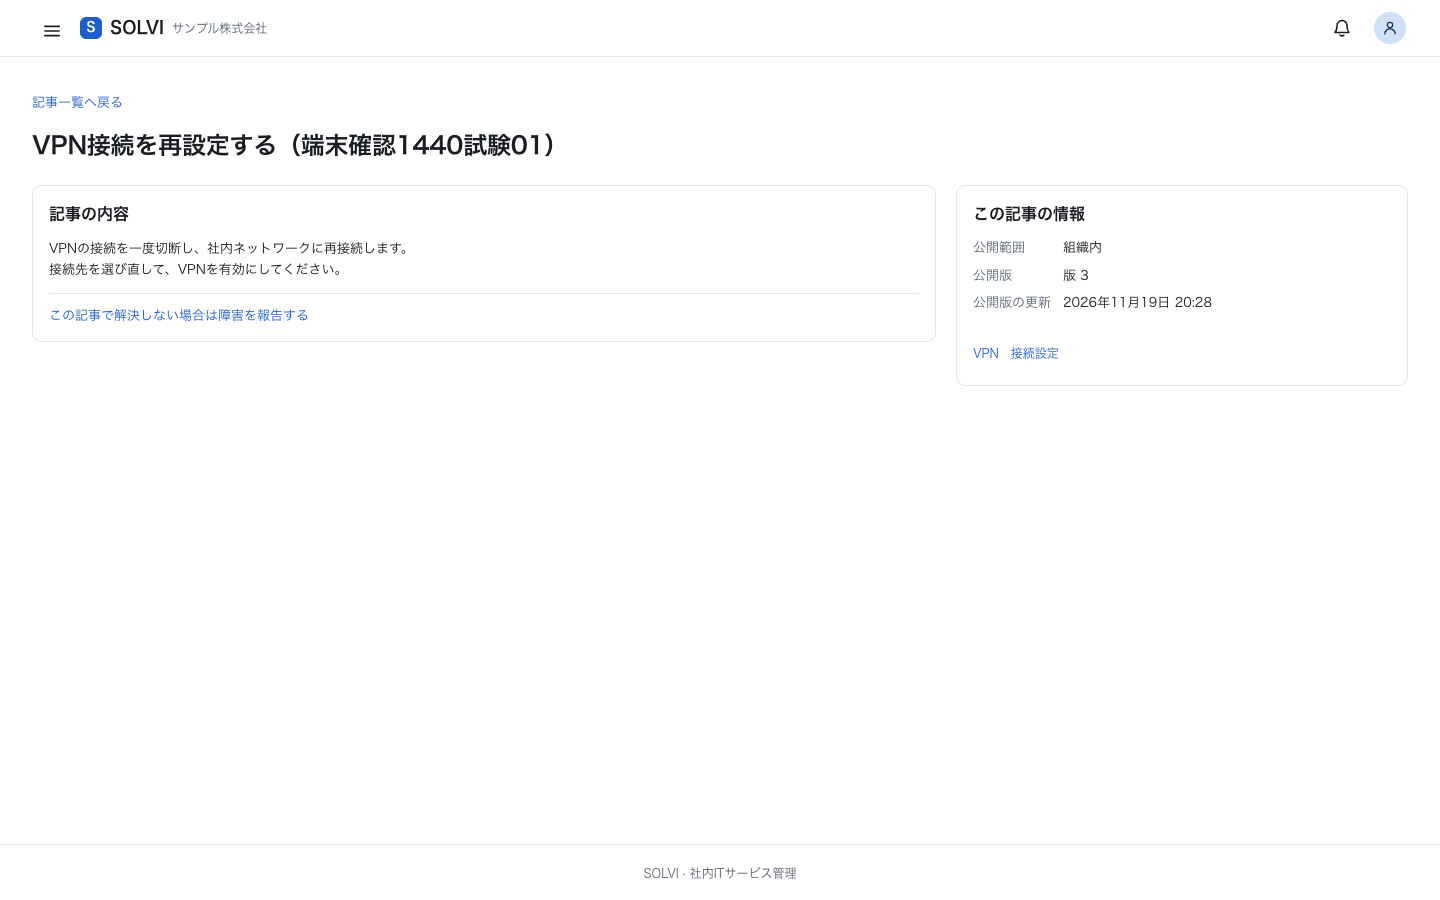 S SOLVI サンプル株式会社
記事一覧へ戻る
VPN接続を再設定する（端末確認1440試験01）
記事の内容
VPNの接続を一度切断し、社内ネットワークに再接続します。
接続先を選び直して、VPNを有効にしてください。
この記事で解決しない場合は障害を報告する
この記事の情報
公開範囲 組織内
公開版 版 3
公開版の更新 2026年11月19日 20:28
VPN 接続設定
SOLVI · 社内ITサービス管理